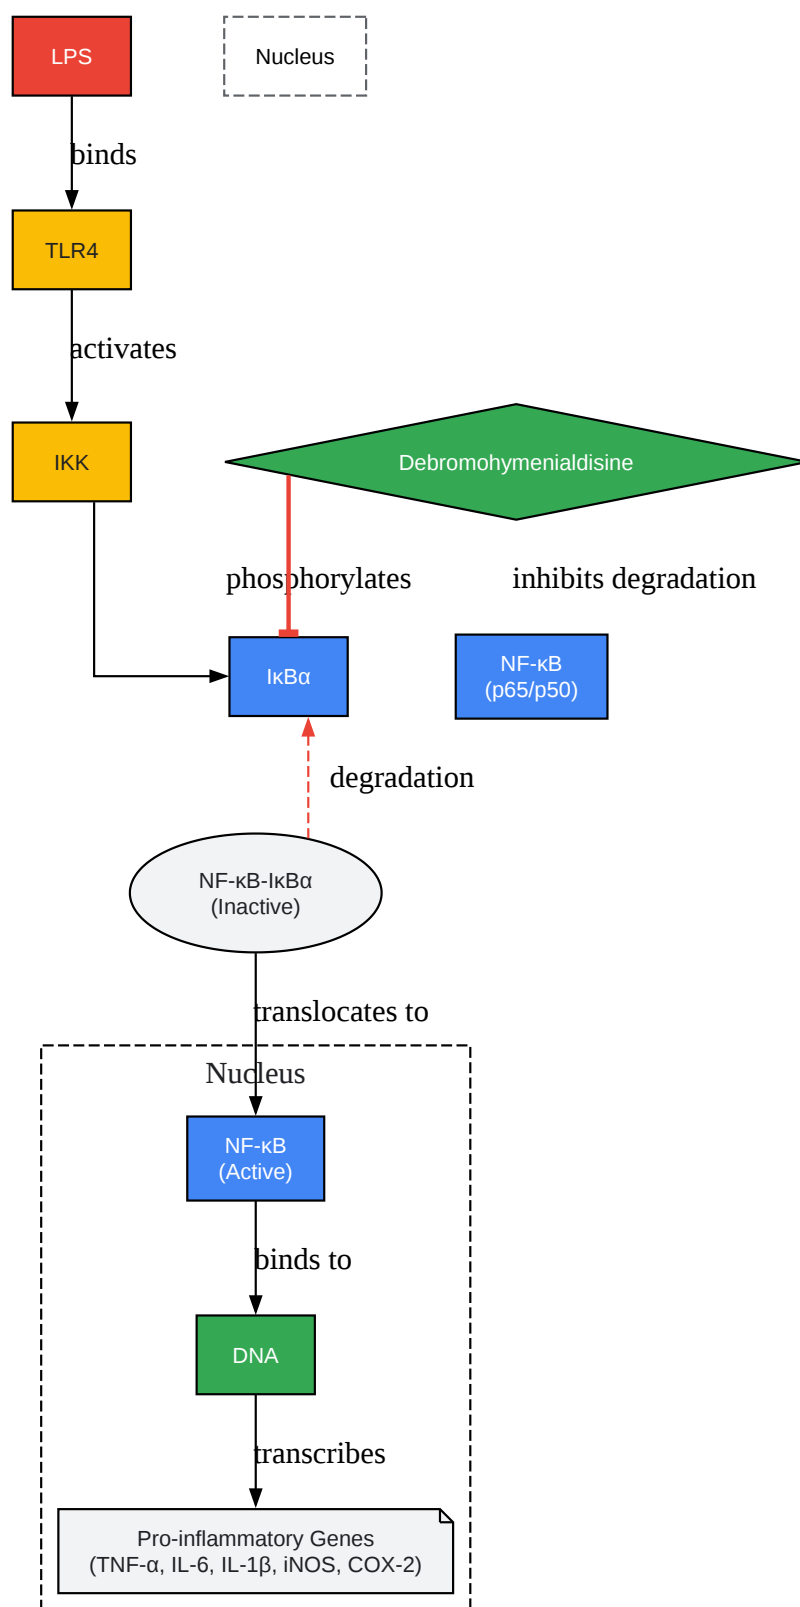 LPS
Nucleus
binds
TLR4
activates
IKK
Debromohymenialdisine
phosphorylates
inhibits degradation
IκBα
NF-κB
(p65/p50)
degradation
NF-κB-IκBα
(Inactive)
translocates to
Nucleus
NF-κB
(Active)
binds to
DNA
transcribes
Pro-inflammatory Genes
(TNF-α, IL-6, IL-1β, iNOS, COX-2)